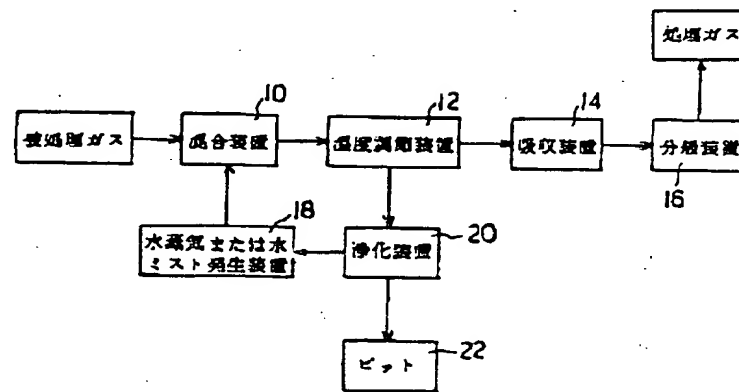 処理ガス
10
12
14
被処理ガス
混合装置
温度調節装置
吸収装置
分離装置
16
18
水蒸気または水
ミスト発生装置
20
浄化装置
ピット
22